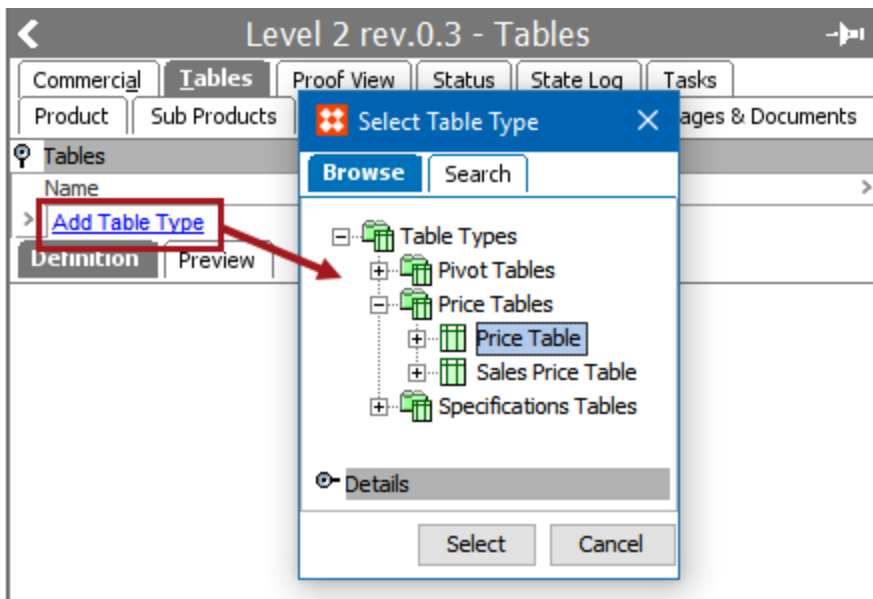 Level 2 rev.0.3 - Tables
Commercial Tables Proof View Status State Log Tasks
Product Sub Products ages & Documents
Select Table Type
Tables
Browse Search
Name
Add Table Type
Table Types
Definition Preview
Pivot Tables
Price Tables
Price Table
Sales Price Table
Specifications Tables
Details
Select Cancel